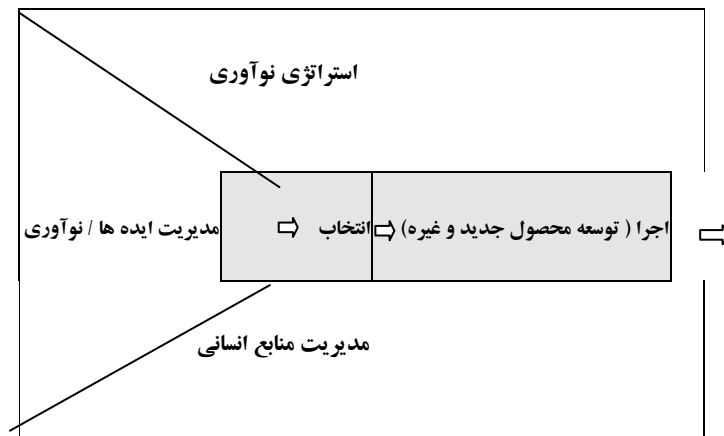 استراتژی نوآوری
مدیریت ایده ها / نوآوری
انتخاب
اجرا ( توسعه محصول جدید و غیره)
مدیریت منابع انسانی